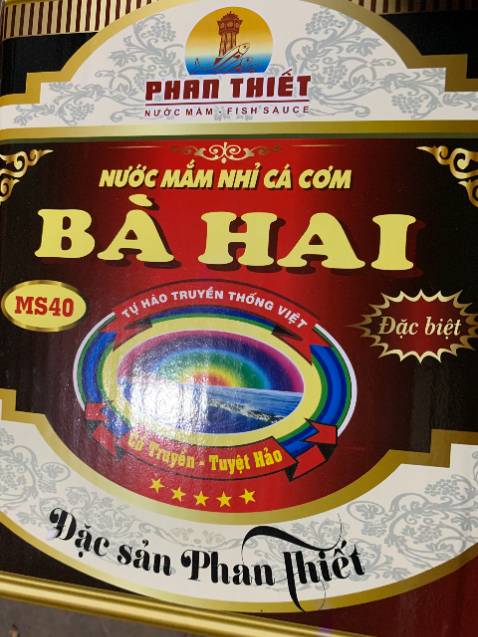 PHAN THIẾT
NƯỚC MẮM - FISH SAUCE
NƯỚC MẮM NHỈ CÁ CƠM
BÀ HAI
MS40
TỰ HÀO TRUYỀN THỐNG VIỆT
Đặc biệt
Cổ Truyền - Tuyệt Hảo
Đặc sản Phan Thiết